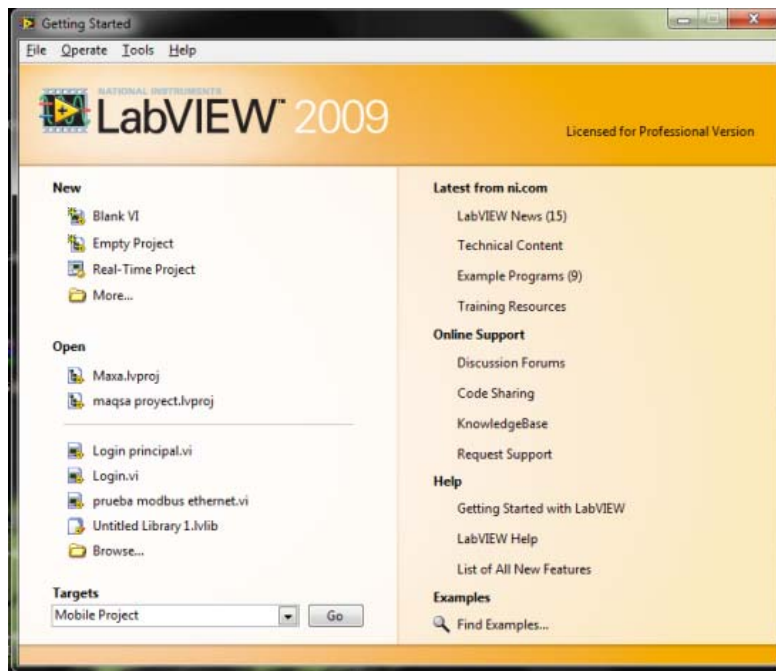 Getting Started
File Operate Tools Help
NATIONAL INSTRUMENTS
LabVIEW™ 2009
Licensed for Professional Version
New
Blank VI
Empty Project
Real-Time Project
More...
Open
Maxa.lvproj
maqsa proyect.lvproj
Login principal.vi
Login.vi
prueba modbus ethernet.vi
Untitled Library 1.lvlib
Browse...
Targets
Mobile Project Go
Latest from ni.com
LabVIEW News (15)
Technical Content
Example Programs (9)
Training Resources
Online Support
Discussion Forums
Code Sharing
KnowledgeBase
Request Support
Help
Getting Started with LabVIEW
LabVIEW Help
List of All New Features
Examples
Find Examples...